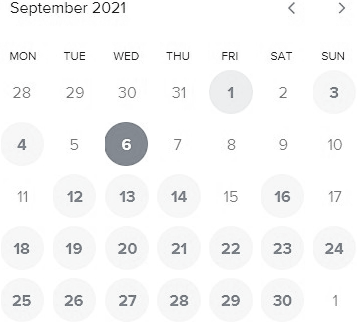 September 2021 < >
MON TUE WED THU FRI SAT SUN
28 29 30 31 1 2 3
4 5 6 7 8 9 10
11 12 13 14 15 16 17
18 19 20 21 22 23 24
25 26 27 28 29 30 1